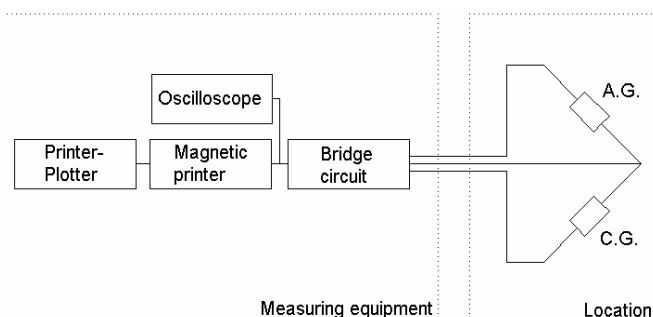 Oscilloscope
A.G.
Printer-
Plotter
Magnetic
printer
Bridge
circuit
C.G.
Measuring equipment
Location